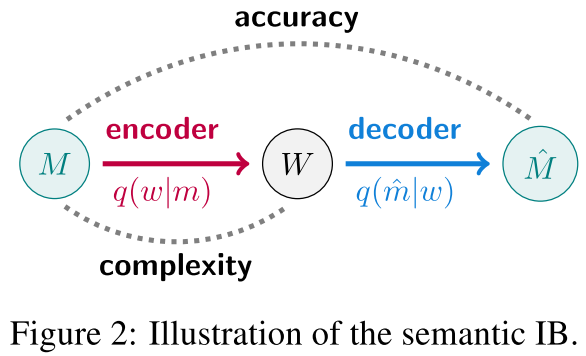 accuracy
encoder
decoder
M
W
M̂
q(w|m)
q(m̂|w)
complexity
Figure 2: Illustration of the semantic IB.